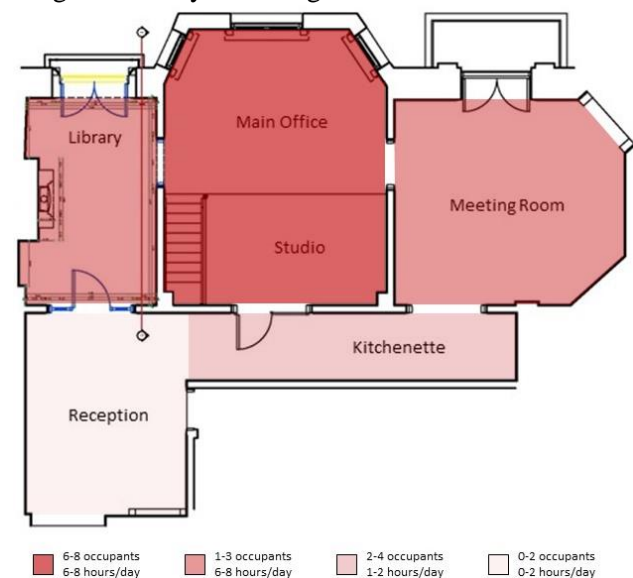 Main Office
Library
Meeting Room
Studio
Kitchenette
Reception
6-8 occupants
6-8 hours/day
1-3 occupants
6-8 hours/day
2-4 occupants
1-2 hours/day
0-2 occupants
0-2 hours/day